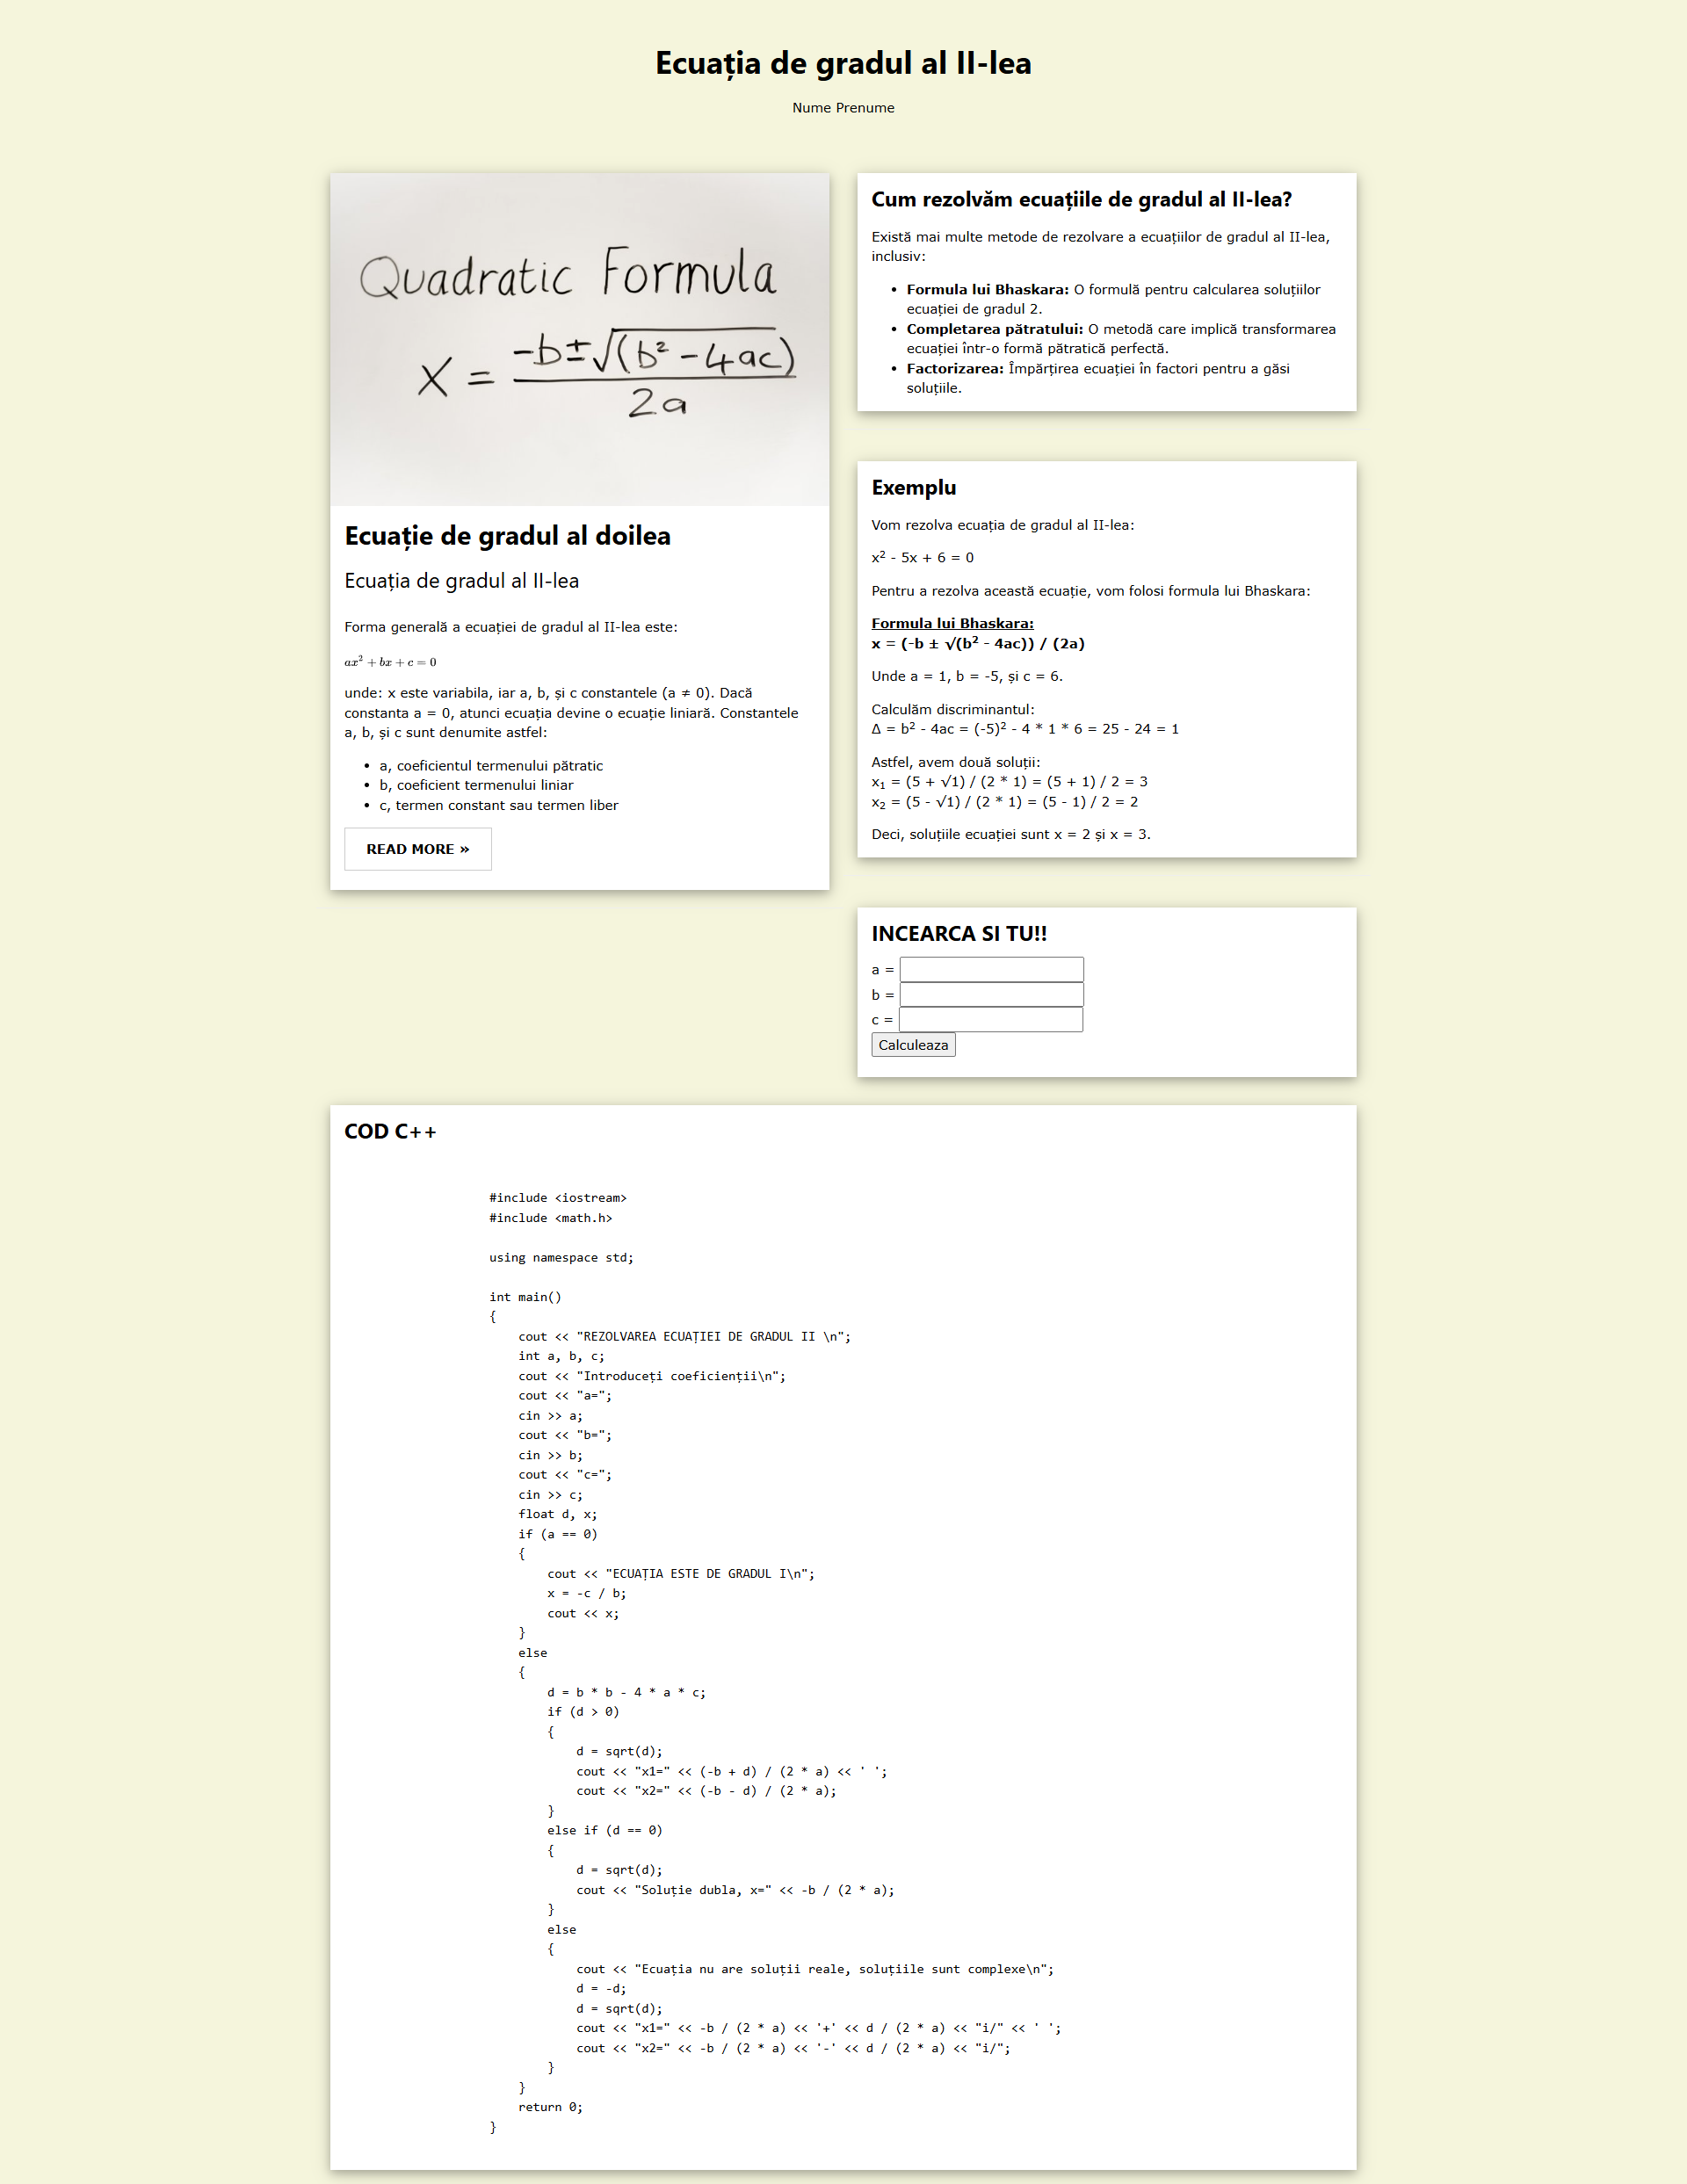 Ecuația de gradul al II-lea
Nume Prenume
Quadratic Formula
x = -b±√(b²-4ac)
2a
Ecuație de gradul al doilea
Ecuația de gradul al II-lea
Forma generală a ecuației de gradul al II-lea este:
ax² + bx + c = 0
unde: x este variabila, iar a, b, și c constantele (a ≠ 0). Dacă
constanta a = 0, atunci ecuația devine o ecuație liniară. Constantele
a, b, și c sunt denumite astfel:
• a, coeficientul termenului pătratic
• b, coeficient termenului liniar
• c, termen constant sau termen liber
READ MORE »
Cum rezolvăm ecuațiile de gradul al II-lea?
Există mai multe metode de rezolvare a ecuațiilor de gradul al II-lea,
inclusiv:
• Formula lui Bhaskara: O formulă pentru calcularea soluțiilor
ecuației de gradul 2.
• Completarea pătratului: O metodă care implică transformarea
ecuației într-o formă pătratică perfectă.
• Factorizarea: Împărțirea ecuației în factori pentru a găsi
soluțiile.
Exemplu
Vom rezolva ecuația de gradul al II-lea:
x² - 5x + 6 = 0
Pentru a rezolva această ecuație, vom folosi formula lui Bhaskara:
Formula lui Bhaskara:
x = (-b ± √(b² - 4ac)) / (2a)
Unde a = 1, b = -5, și c = 6.
Calculăm discriminantul:
Δ = b² - 4ac = (-5)² - 4 * 1 * 6 = 25 - 24 = 1
Astfel, avem două soluții:
x₁ = (5 + √1) / (2 * 1) = (5 + 1) / 2 = 3
x₂ = (5 - √1) / (2 * 1) = (5 - 1) / 2 = 2
Deci, soluțiile ecuației sunt x = 2 și x = 3.
INCEARCA SI TU!!
a =
b =
c =
Calculeaza
COD C++
#include <iostream>
#include <math.h>
using namespace std;
int main()
{
cout << "REZOLVAREA ECUAȚIEI DE GRADUL II \n";
int a, b, c;
cout << "Introduceți coeficienții\n";
cout << "a=";
cin >> a;
cout << "b=";
cin >> b;
cout << "c=";
cin >> c;
float d, x;
if (a == 0)
{
cout << "ECUAȚIA ESTE DE GRADUL I\n";
x = -c / b;
cout << x;
}
else
{
d = b * b - 4 * a * c;
if (d > 0)
{
d = sqrt(d);
cout << "x1=" << (-b + d) / (2 * a) << ' ';
cout << "x2=" << (-b - d) / (2 * a);
}
else if (d == 0)
{
d = sqrt(d);
cout << "Soluție dubla, x=" << -b / (2 * a);
}
else
{
cout << "Ecuația nu are soluții reale, soluțiile sunt complexe\n";
d = -d;
d = sqrt(d);
cout << "x1=" << -b / (2 * a) << '+' << d / (2 * a) << "i/" << ' ';
cout << "x2=" << -b / (2 * a) << '-' << d / (2 * a) << "i/";
}
}
return 0;
}